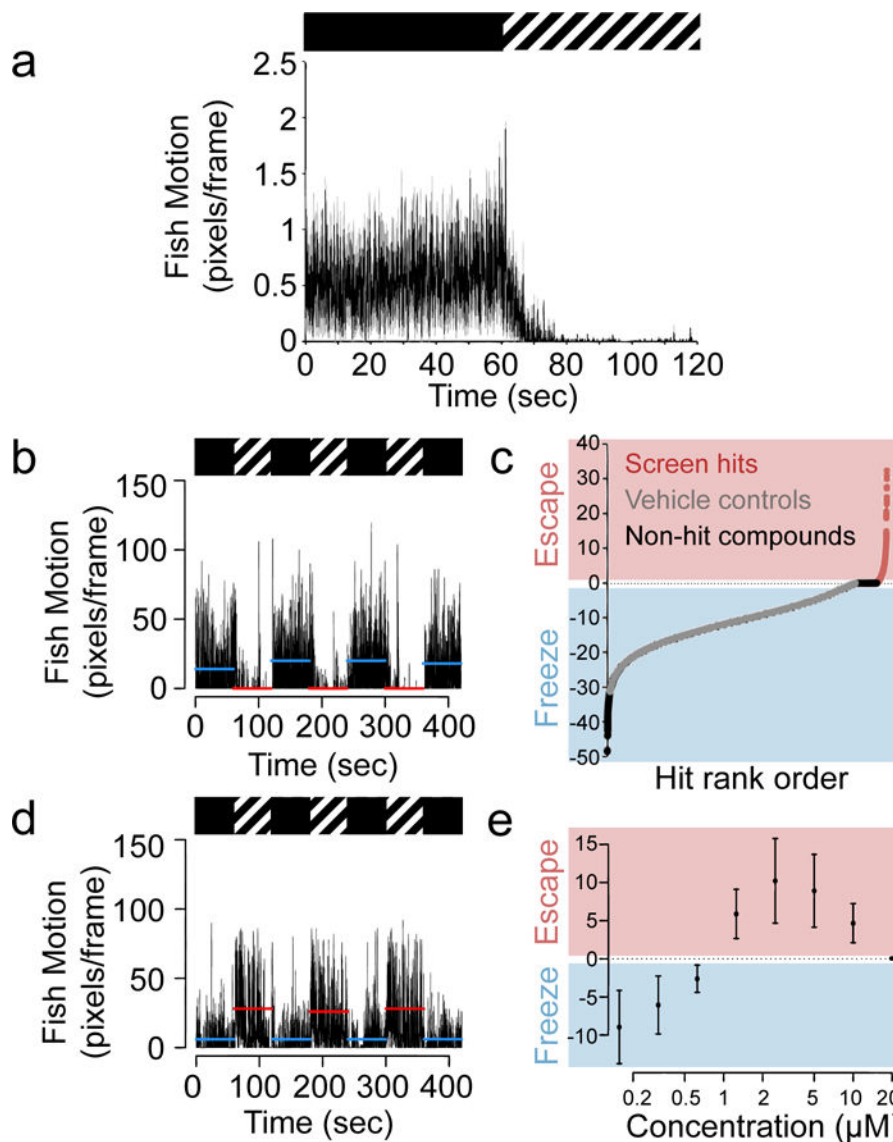 a
Fish Motion
(pixels/frame)
2.5
2
1.5
1
0.5
0
0 20 40 60 80 100 120
Time (sec)
b
Fish Motion
(pixels/frame)
150
100
50
0
0 100 200 300 400
Time (sec)
c
Escape
Freeze
40
30
20
10
0
-10
-20
-30
-40
-50
Screen hits
Vehicle controls
Non-hit compounds
Hit rank order
d
Fish Motion
(pixels/frame)
150
100
50
0
0 100 200 300 400
Time (sec)
e
Escape
Freeze
15
10
5
0
-5
-10
0.2 0.5 1 2 5 10 20
Concentration (µM)